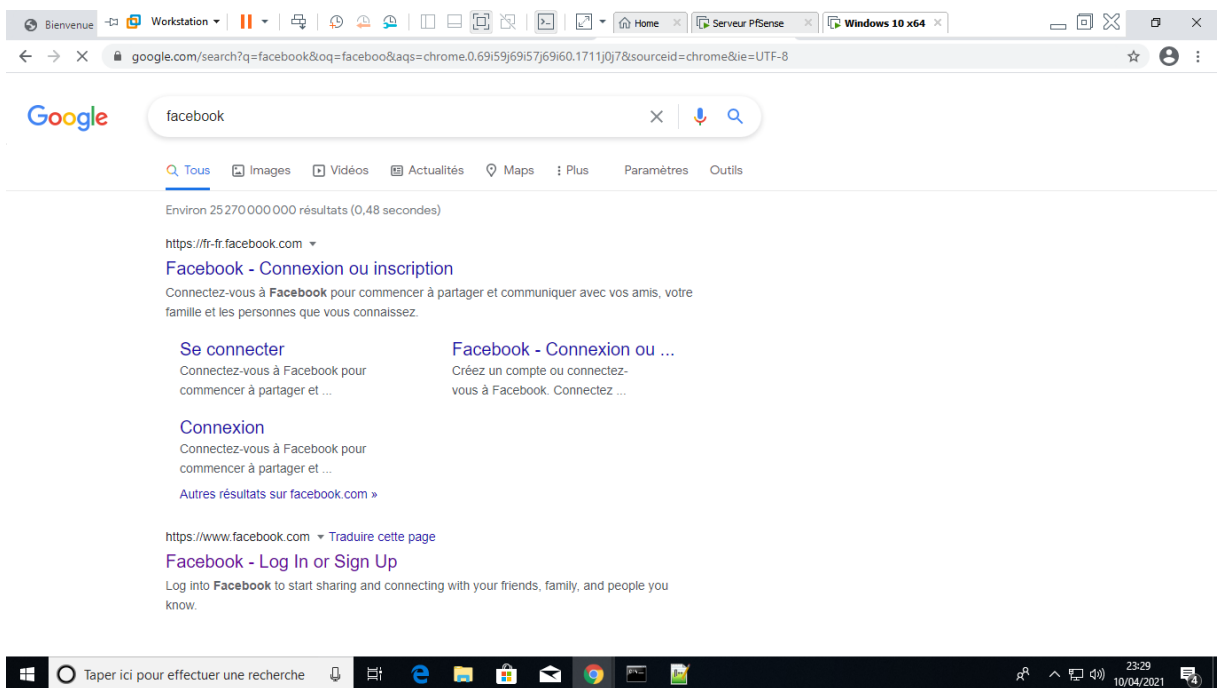 Bienvenue
Workstation
Home
Serveur PfSense
Windows 10 x64
google.com/search?q=facebook&oq=faceboo&aqs=chrome.0.69i59j69i57j69i60.1711j0j7&sourceid=chrome&ie=UTF-8
Google
facebook
Tous Images Vidéos Actualités Maps Plus Paramètres Outils
Environ 25 270 000 000 résultats (0,48 secondes)
https://fr-fr.facebook.com
Facebook - Connexion ou inscription
Connectez-vous à Facebook pour commencer à partager et communiquer avec vos amis, votre
famille et les personnes que vous connaissez.
Se connecter
Connectez-vous à Facebook pour
commencer à partager et ...
Facebook - Connexion ou ...
Créez un compte ou connectez-
vous à Facebook. Connectez ...
Connexion
Connectez-vous à Facebook pour
commencer à partager et ...
Autres résultats sur facebook.com »
https://www.facebook.com Traduire cette page
Facebook - Log In or Sign Up
Log into Facebook to start sharing and connecting with your friends, family, and people you
know.
Taper ici pour effectuer une recherche
23:29
10/04/2021
4